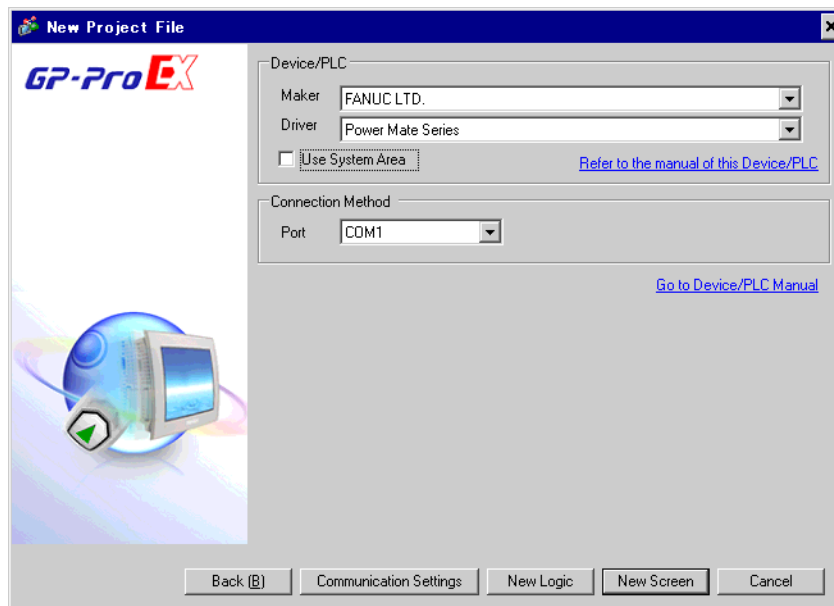 New Project File
GP-Pro EX
Device/PLC
Maker FANUC LTD.
Driver Power Mate Series
Use System Area Refer to the manual of this Device/PLC
Connection Method
Port COM1
Go to Device/PLC Manual
Back (B) Communication Settings New Logic New Screen Cancel